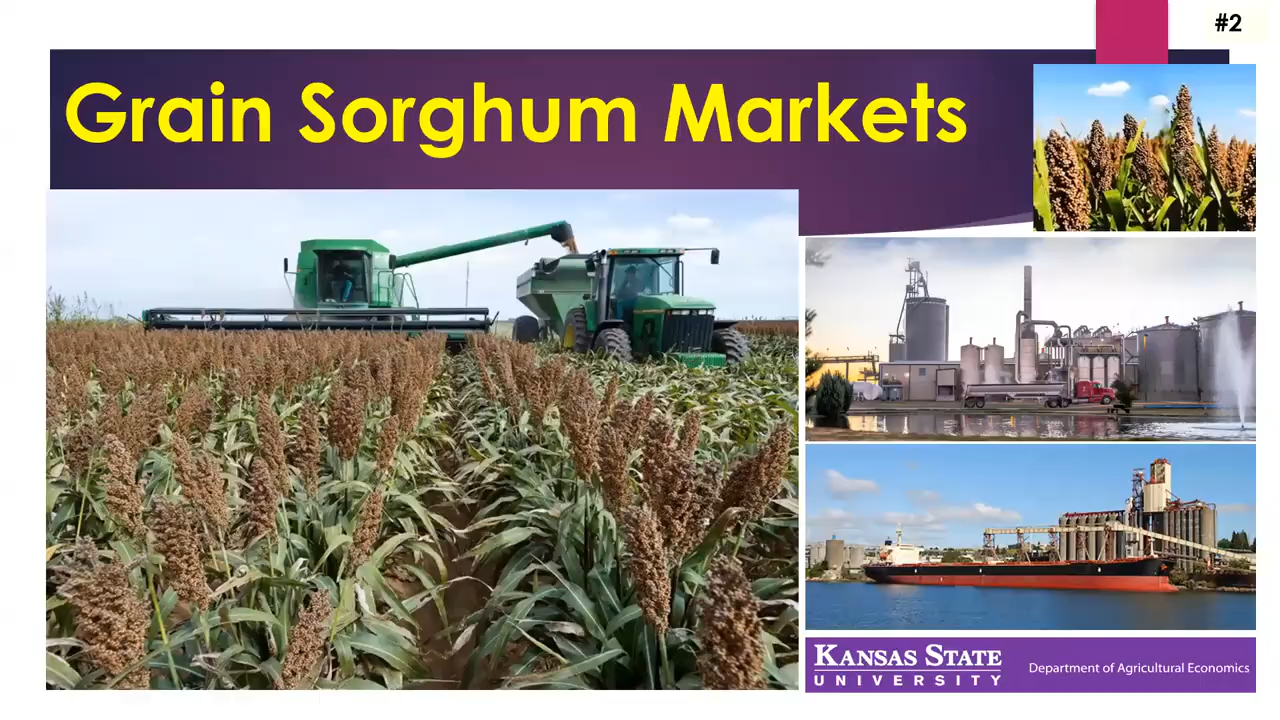 #2
Grain Sorghum Markets
KANSAS STATE
UNIVERSITY
Department of Agricultural Economics